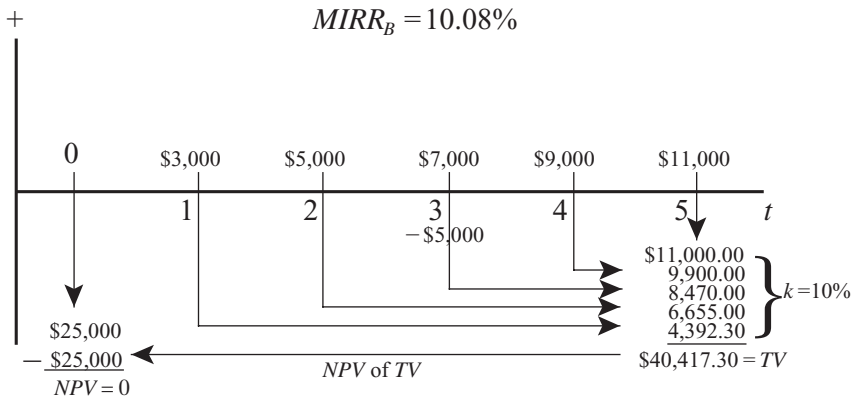 MIRR_B = 10.08%
+
0 $3,000 $5,000 $7,000 $9,000 $11,000
1 2 3 4 5 t
−$5,000
$11,000.00
9,900.00
8,470.00
k = 10%
6,655.00
$25,000 4,392.30
− $25,000 NPV of TV $40,417.30 = TV
NPV = 0